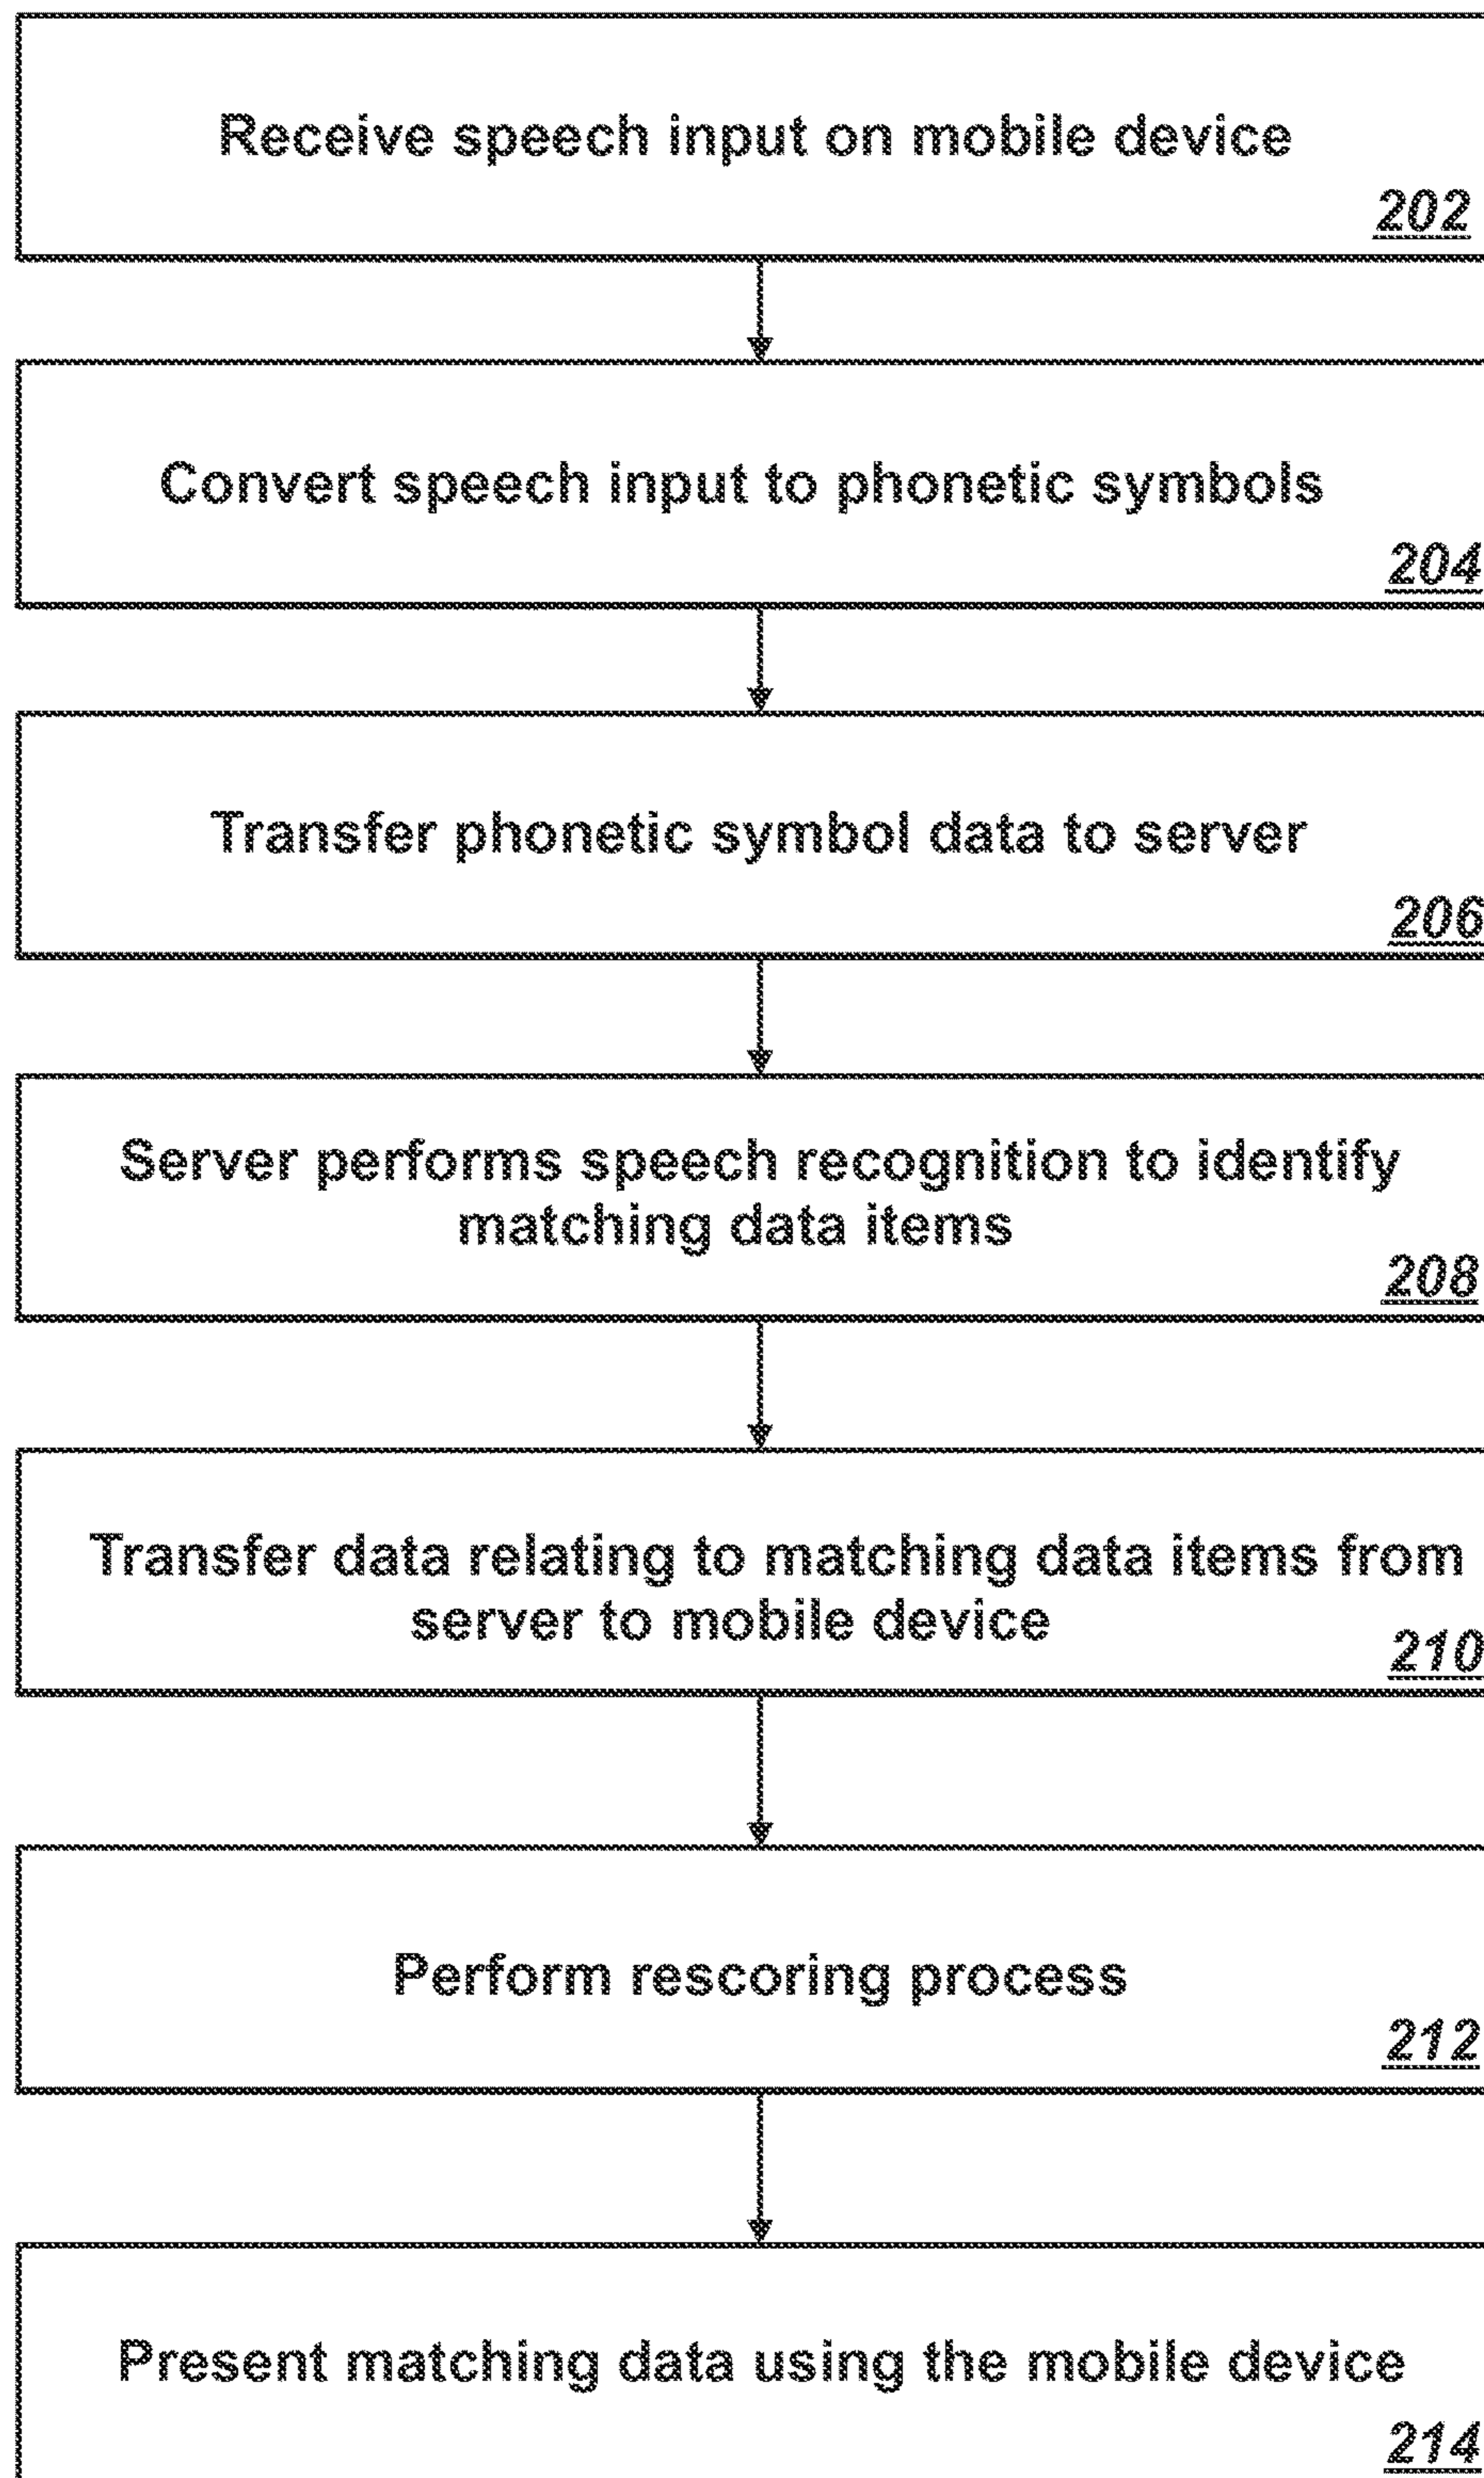 Receive speech input on mobile device
202
Convert speech input to phonetic symbols
204
Transfer phonetic symbol data to server
206
Server performs speech recognition to identify
matching data items
208
Transfer data relating to matching data items from
server to mobile device
210
Perform rescoring process
212
Present matching data using the mobile device
214